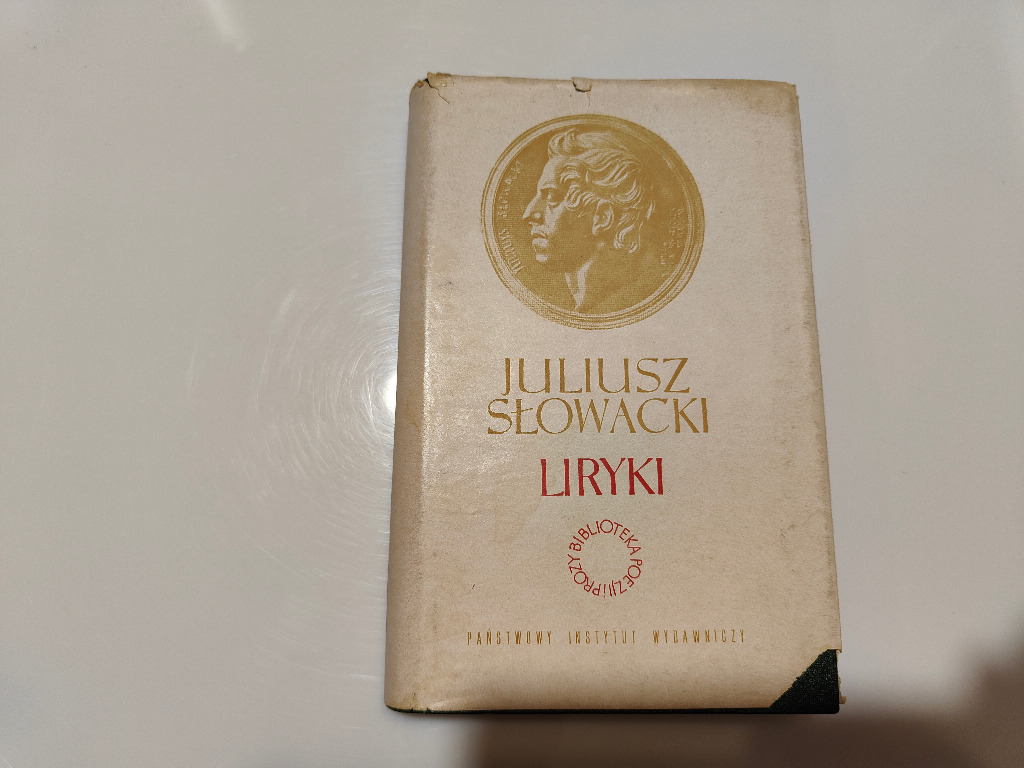 JULIUSZ
SŁOWACKI
LIRYKI
BIBLIOTEKA POEZJI i PROZY
PAŃSTWOWY INSTYTUT WYDAWNICZY